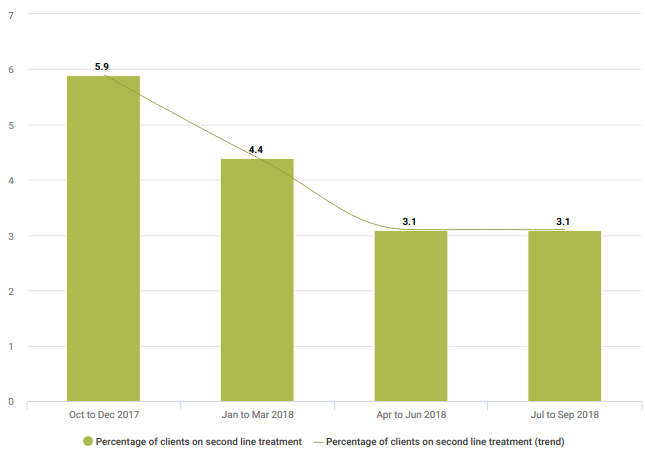 7
6
5
4
3
2
1
0
5.9
4.4
3.1
3.1
Oct to Dec 2017
Jan to Mar 2018
Apr to Jun 2018
Jul to Sep 2018
Percentage of clients on second line treatment
Percentage of clients on second line treatment (trend)